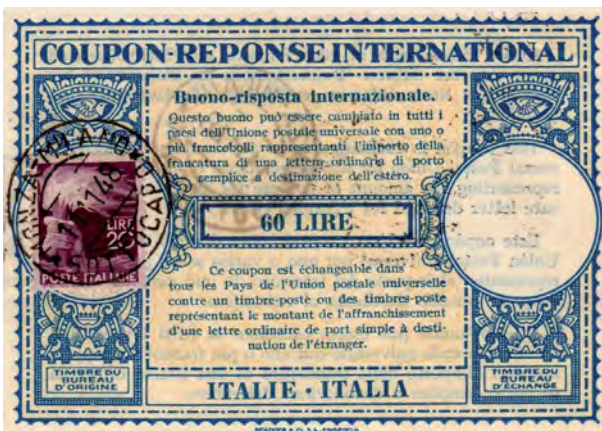 COUPON-REPONSE INTERNATIONAL
Buono-risposta internazionale.
Questo buono può essere cambiato in tutti i
paesi dell'Unione postale universale con uno o
più francobolli rappresentanti l'importo della
francatura di una lettera ordinaria di porto
semplice a destinazione dell'estero.
60 LIRE
Ce coupon est échangeable dans
tous les Pays de l'Union postale universelle
contre un timbre-poste ou des timbres-poste
représentant le montant de l'affranchissement
d'une lettre ordinaire de port simple à desti-
nation de l'étranger.
LIRE
20
POSTE ITALIANE
MILANO
11 48
TIMBRE DU
BUREAU
D'ORIGINE
ITALIE · ITALIA
TIMBRE DU
BUREAU
D'ÉCHANGE